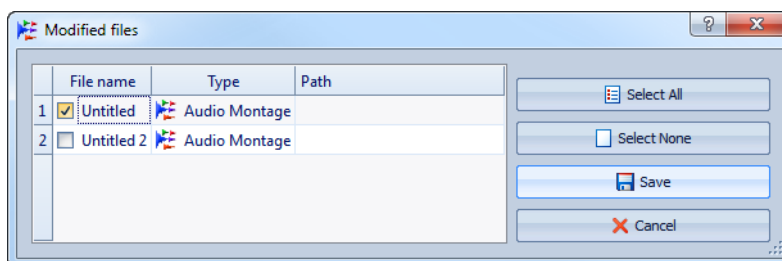 Modified files
File name Type Path
1 Untitled Audio Montage
2 Untitled 2 Audio Montage
Select All
Select None
Save
Cancel